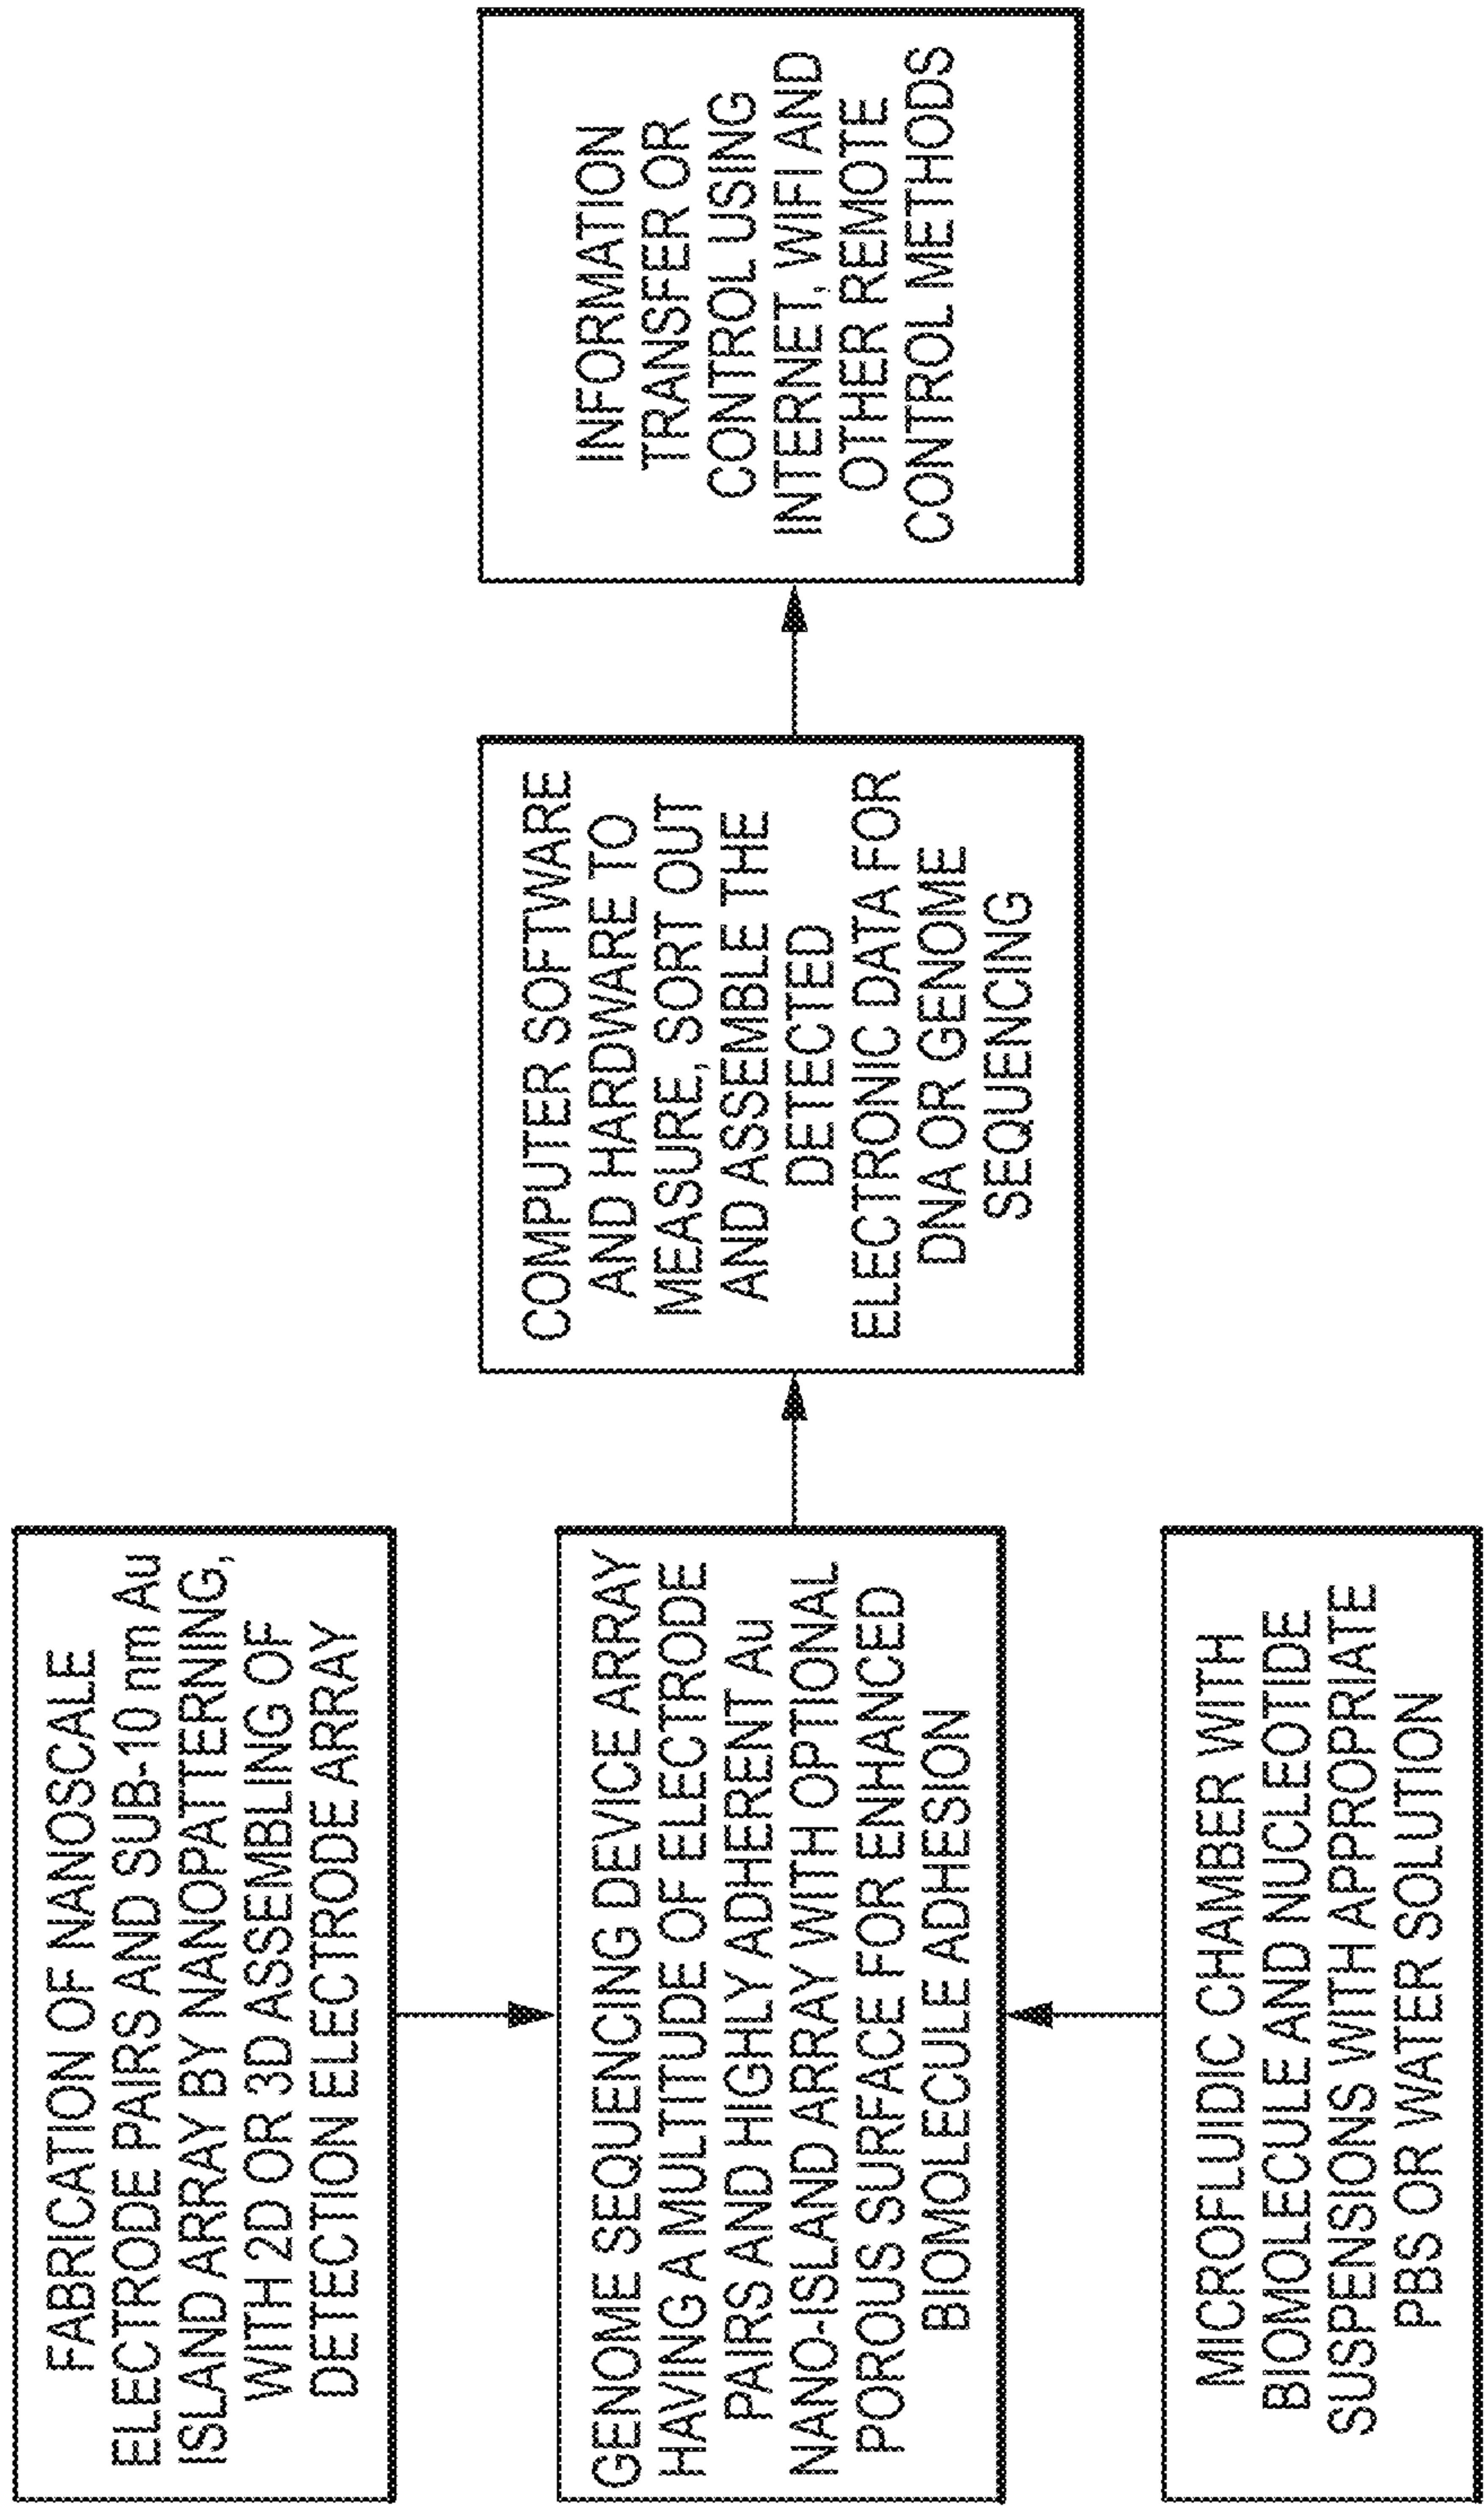 FABRICATION OF NANOSCALE
ELECTRODE PAIRS AND SUB-10 nm Au
ISLAND ARRAY BY NANOPATTERNING,
WITH 2D OR 3D ASSEMBLING OF
DETECTION ELECTRODE ARRAY
GENOME SEQUENCING DEVICE ARRAY
HAVING A MULTITUDE OF ELECTRODE
PAIRS AND HIGHLY ADHERENT Au
NANO-ISLAND ARRAY WITH OPTIONAL
POROUS SURFACE FOR ENHANCED
BIOMOLECULE ADHESION
MICROFLUIDIC CHAMBER WITH
BIOMOLECULE AND NUCLEOTIDE
SUSPENSIONS WITH APPROPRIATE
PBS OR WATER SOLUTION
COMPUTER SOFTWARE
AND HARDWARE TO
MEASURE, SORT OUT
AND ASSEMBLE THE
DETECTED
ELECTRONIC DATA FOR
DNA OR GENOME
SEQUENCING
INFORMATION
TRANSFER OR
CONTROL USING
INTERNET, WIFI AND
OTHER REMOTE
CONTROL METHODS